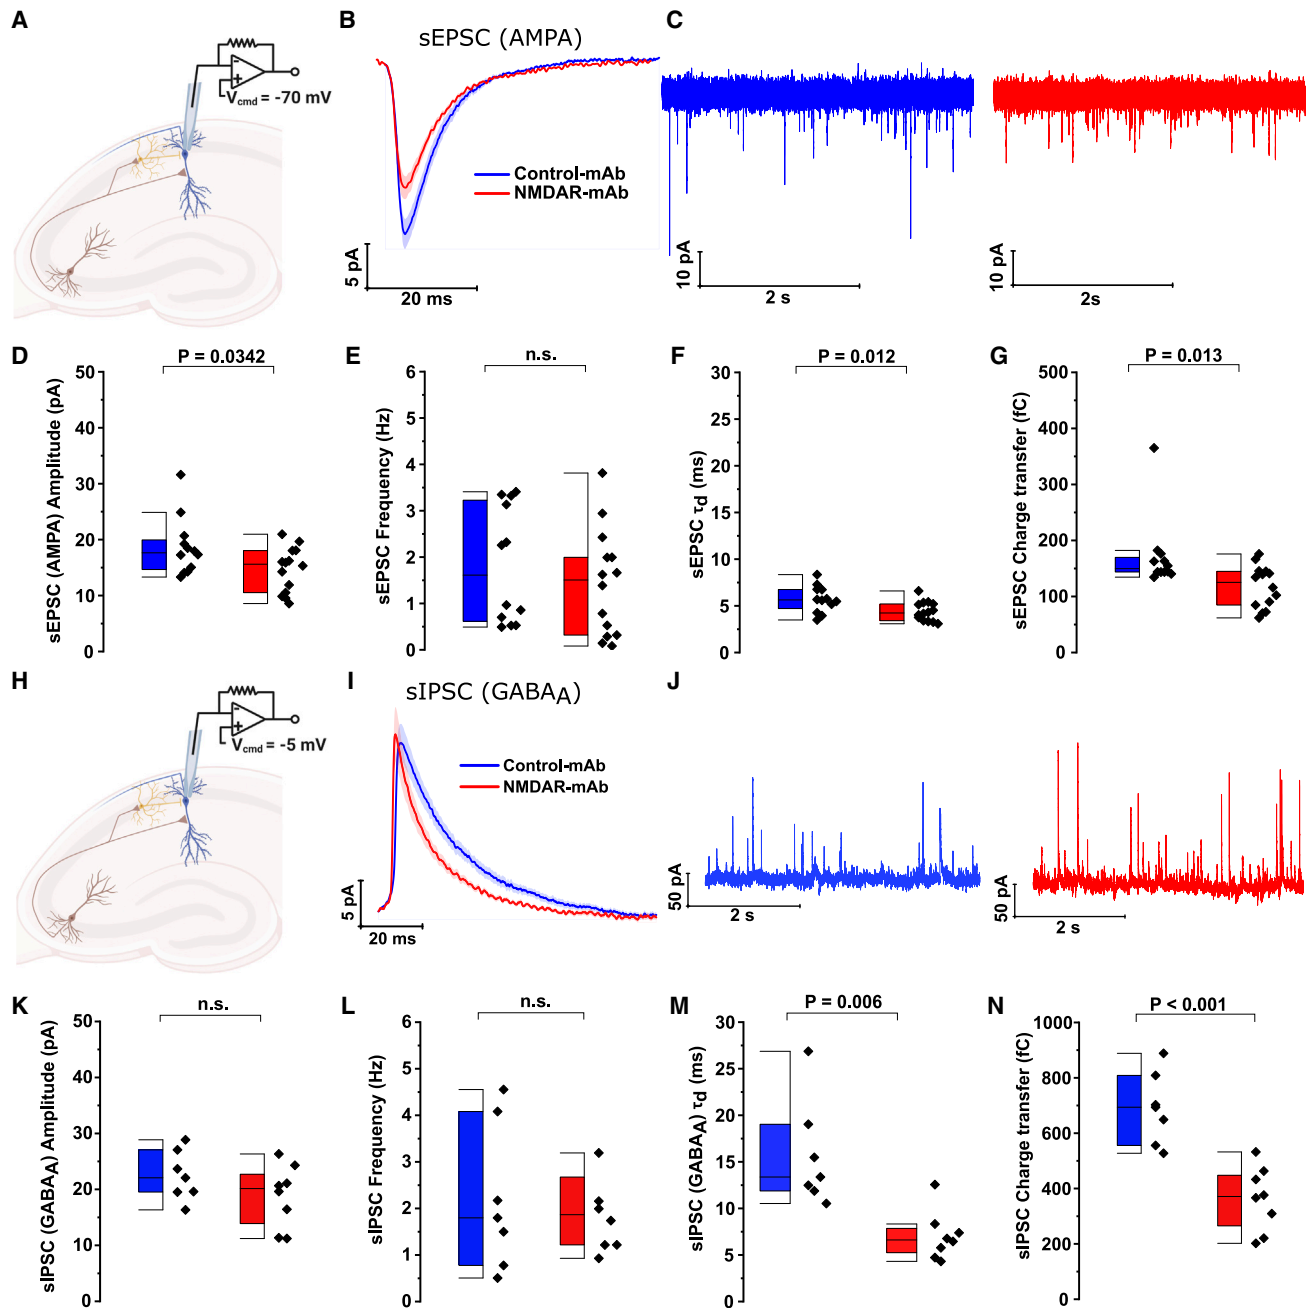 A
Vcmd = -70 mV
B
sEPSC (AMPA)
Control-mAb
NMDAR-mAb
5 pA
20 ms
C
10 pA
2 s
10 pA
2s
D
P = 0.0342
sEPSC (AMPA) Amplitude (pA)
50
40
30
20
10
0
E
n.s.
sEPSC Frequency (Hz)
6
5
4
3
2
1
0
F
P = 0.012
sEPSC τd (ms)
30
25
20
15
10
5
0
G
P = 0.013
sEPSC Charge transfer (fC)
500
400
300
200
100
0
H
Vcmd = -5 mV
I
sIPSC (GABAA)
Control-mAb
NMDAR-mAb
5 pA
20 ms
J
50 pA
2 s
50 pA
2 s
K
n.s.
sIPSC (GABAA) Amplitude (pA)
50
40
30
20
10
0
L
n.s.
sIPSC Frequency (Hz)
6
5
4
3
2
1
0
M
P = 0.006
sIPSC (GABAA) τd (ms)
30
25
20
15
10
5
0
N
P < 0.001
sIPSC Charge transfer (fC)
1000
800
600
400
200
0